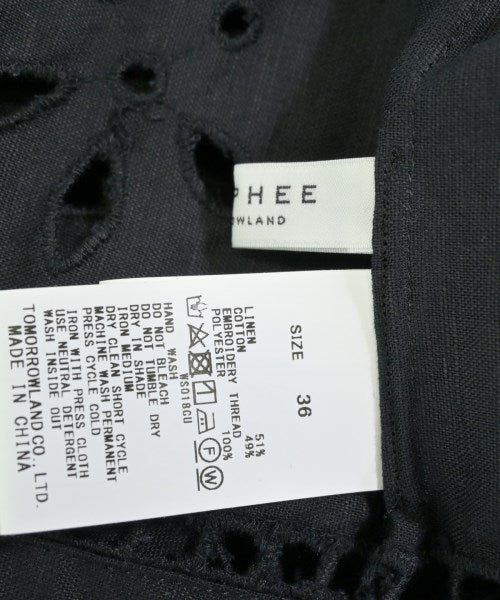 PHEE
OWLAND
SIZE 36
LINEN 51%
COTTON 49%
EMBROIDERY THREAD
POLYESTER 100%
WS018CU
HAND WASH
DO NOT BLEACH
DO NOT TUMBLE DRY
DRY IN SHADE
IRON MEDIUM
DRY CLEAN SHORT CYCLE
MACHINE WASH PERMANENT
PRESS CYCLE COLD
IRON WITH PRESS CLOTH
USE NEUTRAL DETERGENT
WASH INSIDE OUT
TOMORROWLAND CO., LTD.
MADE IN CHINA